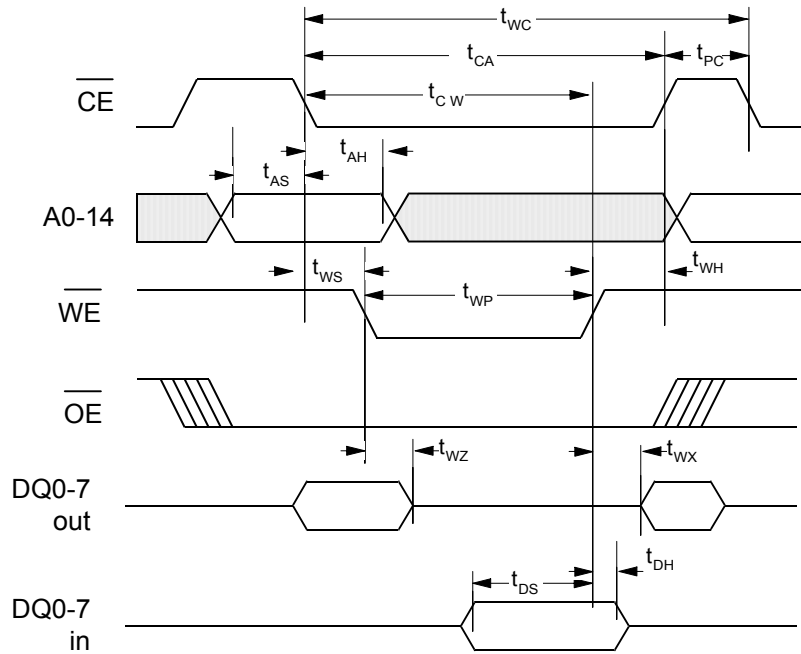 tWC
tCA
tPC
CE
tC W
tAH
tAS
A0-14
tWS
tWH
WE
tWP
OE
tWZ
tWX
DQ0-7
out
tDH
tDS
DQ0-7
in